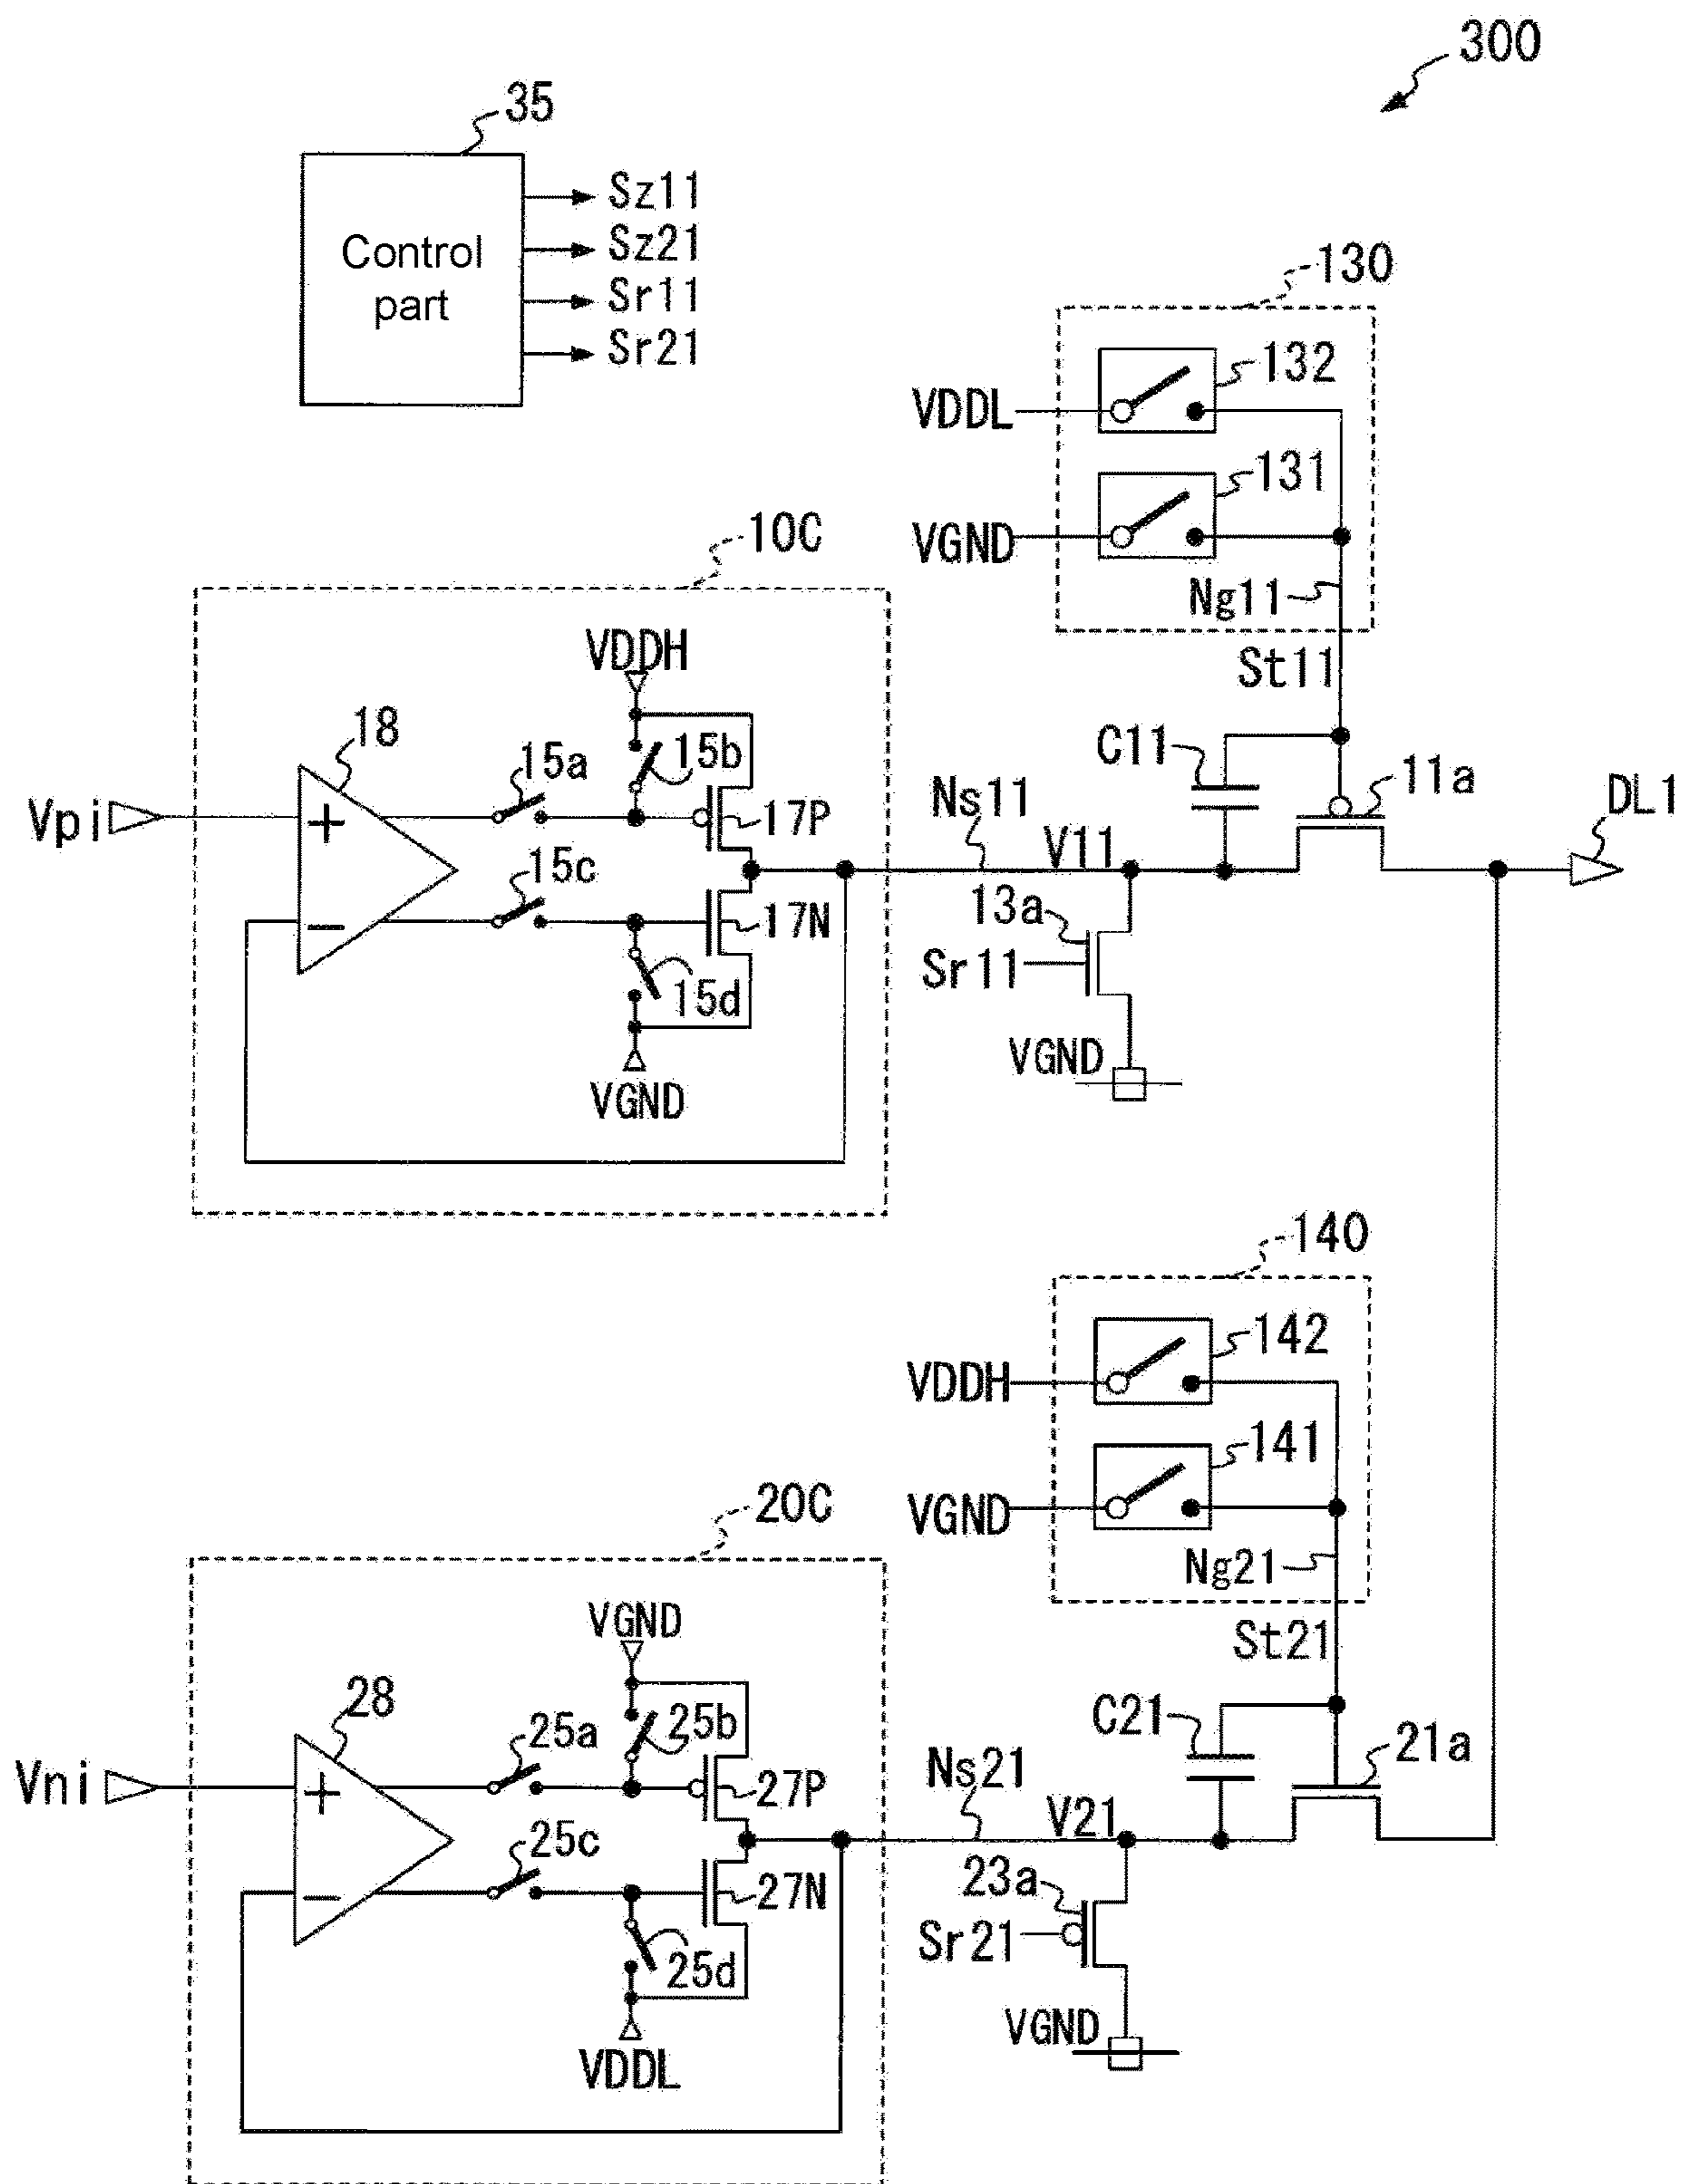 300
35
Control
part
Sz11
Sz21
Sr11
Sr21
130
132
VDDL
131
VGND
Ng11
St11
10C
VDDH
18
15a
15b
Vpi
+
17P
15c
−
17N
15d
VGND
C11
11a
Ns11
V11
DL1
13a
Sr11
VGND
140
142
VDDH
141
VGND
Ng21
St21
20C
VGND
28
25a
25b
Vni
+
27P
25c
−
27N
25d
VDDL
C21
21a
Ns21
V21
23a
Sr21
VGND